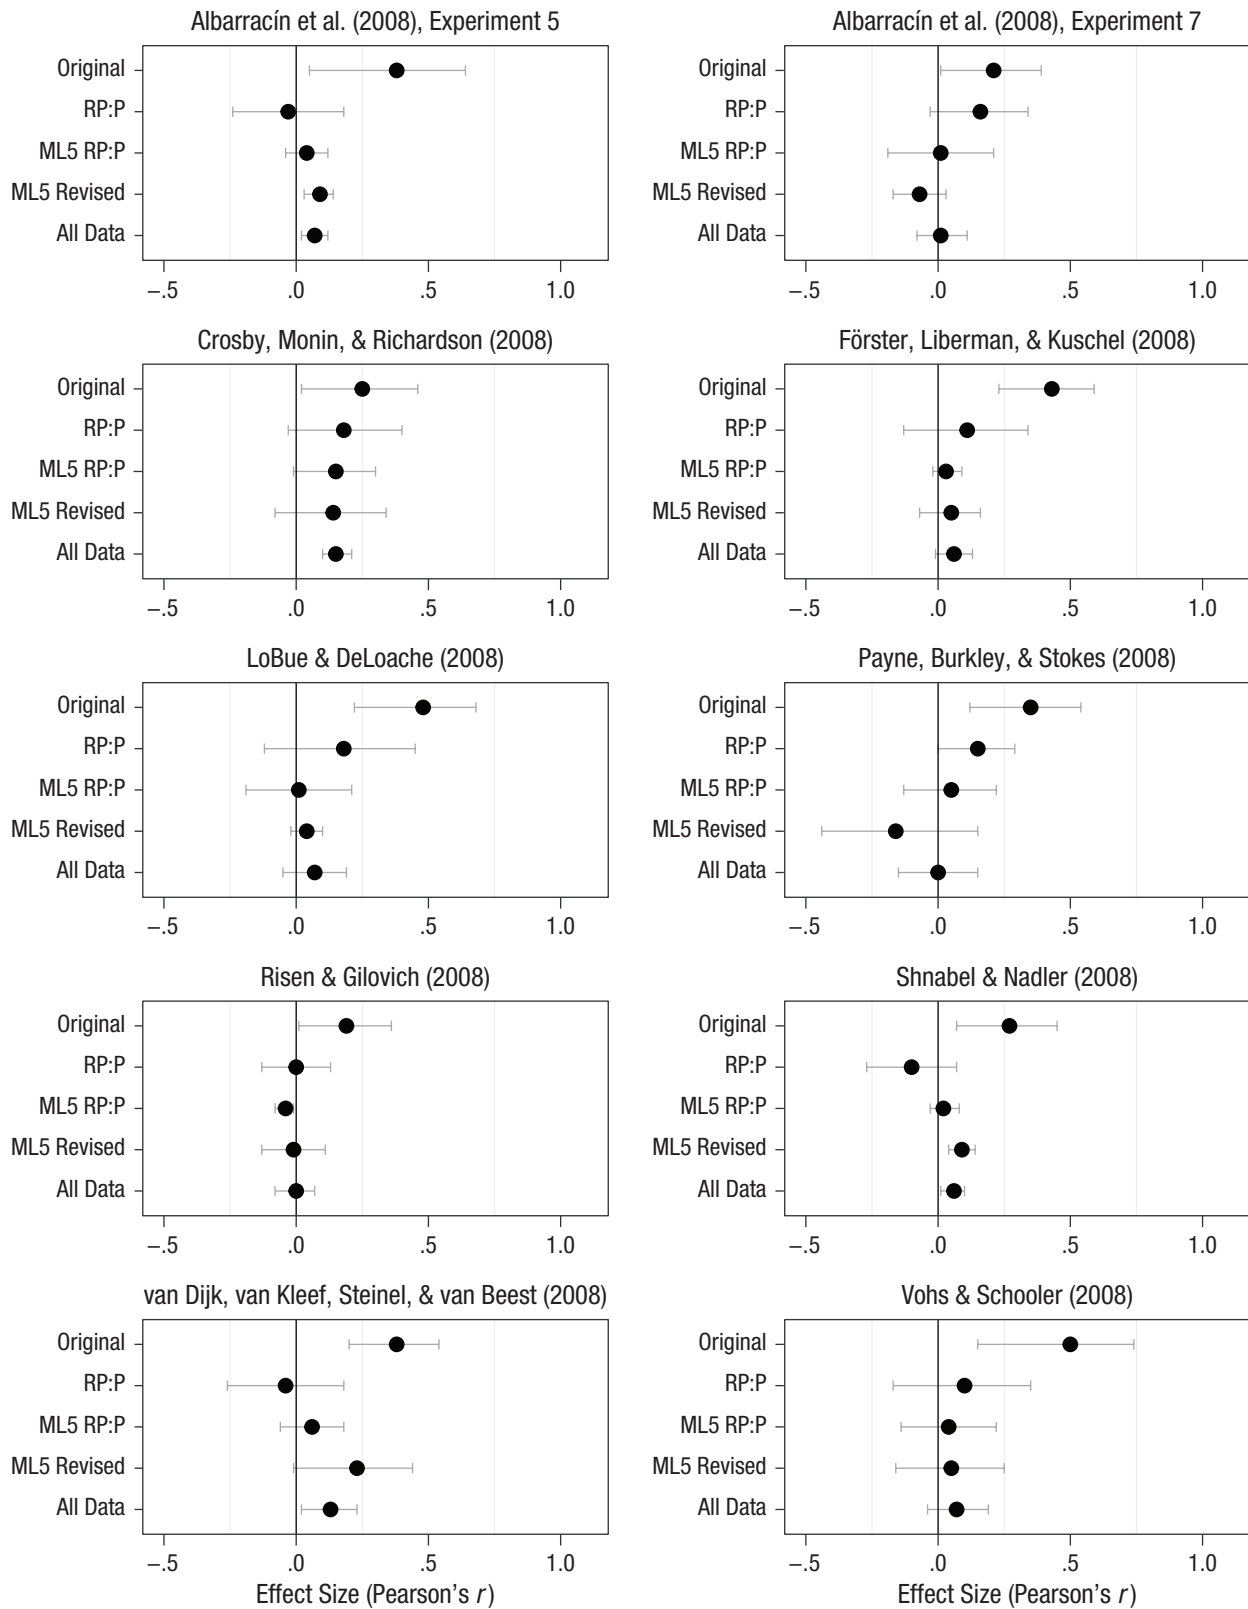 Albarracín et al. (2008), Experiment 5
Original
RP:P
ML5 RP:P
ML5 Revised
All Data
–.5 .0 .5 1.0
Albarracín et al. (2008), Experiment 7
Original
RP:P
ML5 RP:P
ML5 Revised
All Data
–.5 .0 .5 1.0
Crosby, Monin, & Richardson (2008)
Original
RP:P
ML5 RP:P
ML5 Revised
All Data
–.5 .0 .5 1.0
Förster, Liberman, & Kuschel (2008)
Original
RP:P
ML5 RP:P
ML5 Revised
All Data
–.5 .0 .5 1.0
LoBue & DeLoache (2008)
Original
RP:P
ML5 RP:P
ML5 Revised
All Data
–.5 .0 .5 1.0
Payne, Burkley, & Stokes (2008)
Original
RP:P
ML5 RP:P
ML5 Revised
All Data
–.5 .0 .5 1.0
Risen & Gilovich (2008)
Original
RP:P
ML5 RP:P
ML5 Revised
All Data
–.5 .0 .5 1.0
Shnabel & Nadler (2008)
Original
RP:P
ML5 RP:P
ML5 Revised
All Data
–.5 .0 .5 1.0
van Dijk, van Kleef, Steinel, & van Beest (2008)
Original
RP:P
ML5 RP:P
ML5 Revised
All Data
–.5 .0 .5 1.0
Effect Size (Pearson's r)
Vohs & Schooler (2008)
Original
RP:P
ML5 RP:P
ML5 Revised
All Data
–.5 .0 .5 1.0
Effect Size (Pearson's r)